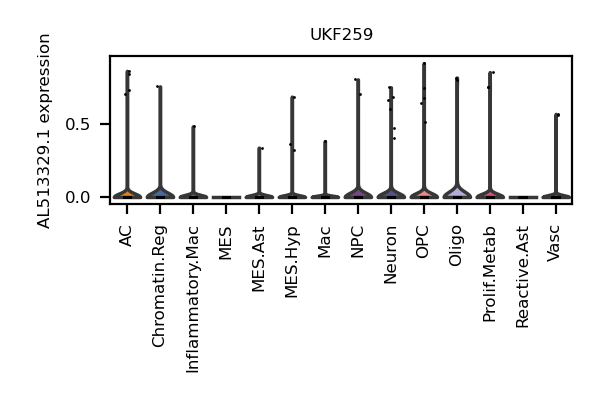 UKF259
AL513329.1 expression
0.5
0.0
AC
Chromatin.Reg
Inflammatory.Mac
MES
MES.Ast
MES.Hyp
Mac
NPC
Neuron
OPC
Oligo
Prolif.Metab
Reactive.Ast
Vasc